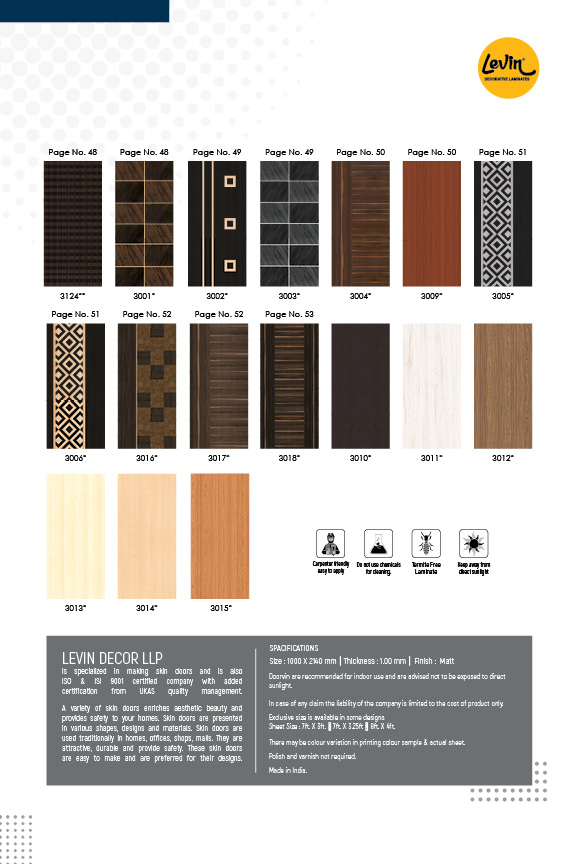 Levin
DECORATIVE LAMINATES
Page No. 48 Page No. 48 Page No. 49 Page No. 49 Page No. 50 Page No. 50 Page No. 51
3124** 3001* 3002* 3003* 3004* 3009* 3005*
Page No. 51 Page No. 52 Page No. 52 Page No. 53
3006* 3016* 3017* 3018* 3010* 3011* 3012*
3013* 3014* 3015*
Carpenter friendly
easy to apply
Do not use chemicals
for cleaning.
Termite Free
Laminate
Keep away from
direct sunlight
LEVIN DECOR LLP
is specialized in making skin doors and is also
ISO & ISI 9001 certified company with added
certification from UKAS quality management.
A variety of skin doors enriches aesthetic beauty and
provides safety to your homes. Skin doors are presented
in various shapes, designs and materials. Skin doors are
used traditionally in homes, offices, shops, malls. They are
attractive, durable and provide safety. These skin doors
are easy to make and are preferred for their designs.
SPACIFICATIONS
Size : 1000 X 2140 mm | Thickness : 1.00 mm | Finish : Matt
Doorvin are recommended for indoor use and are advised not to be exposed to direct
sunlight.
In case of any claim the liability of the company is limited to the cost of product only.
Exclusive size is available in some designs
Sheet Size : 7ft. X 3ft. || 7ft. X 3.25ft || 8ft. X 4ft.
There may be colour variation in printing colour sample & actual sheet.
Polish and varnish not required.
Made in India.